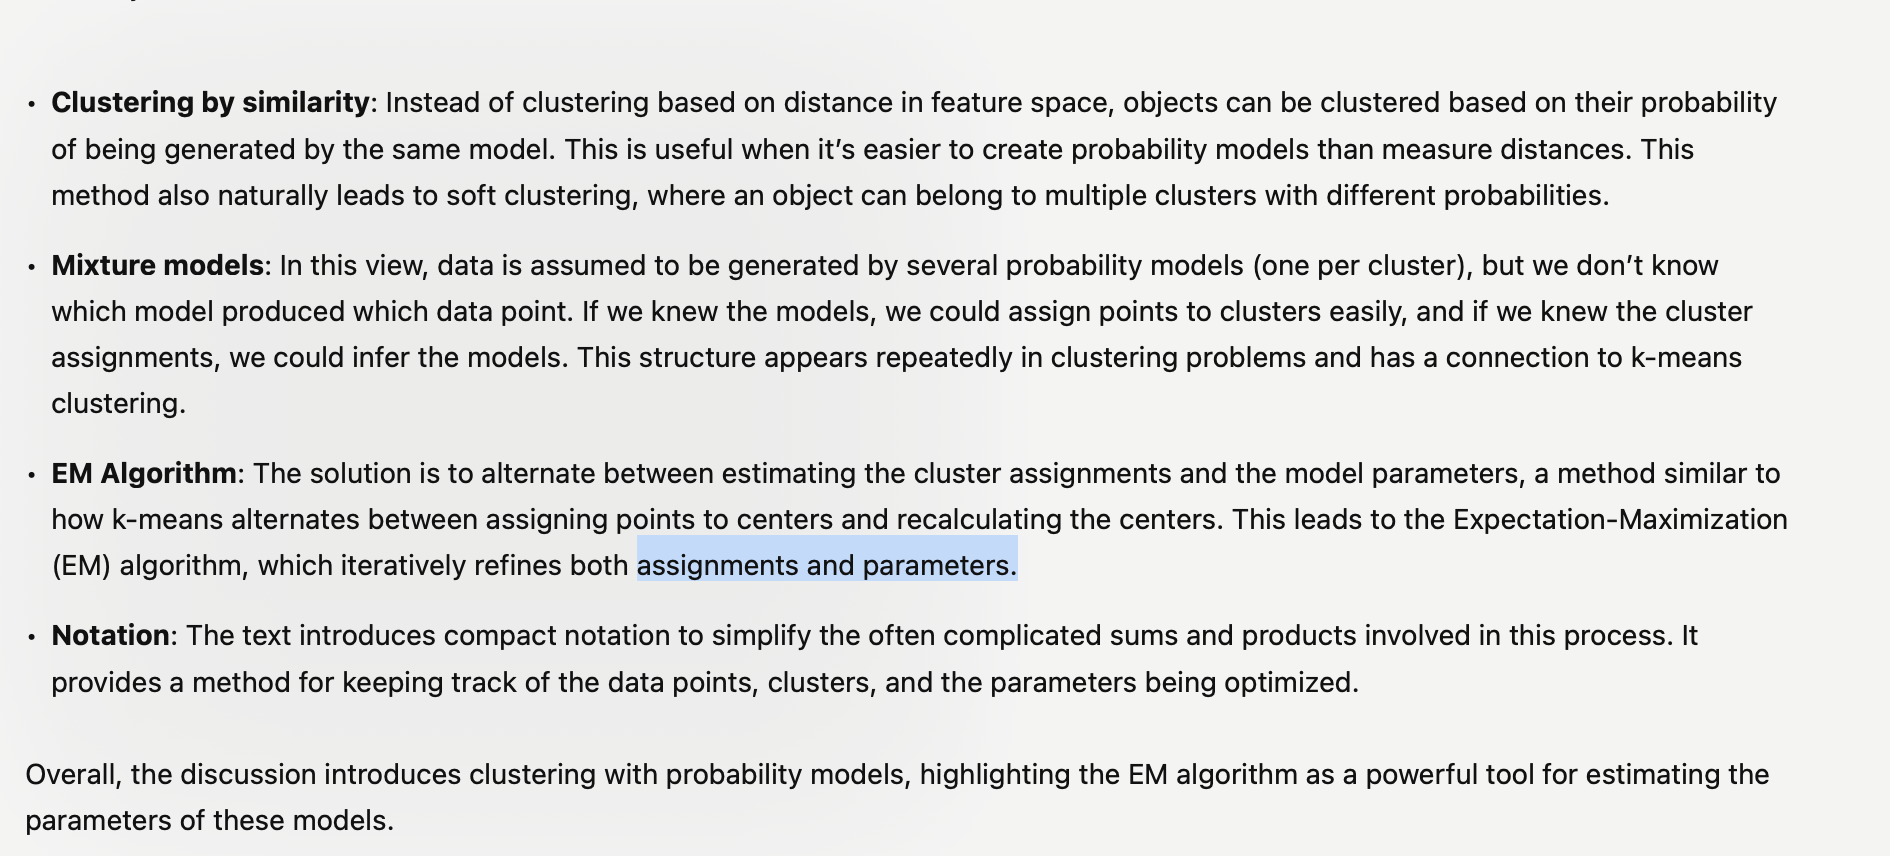 • Clustering by similarity: Instead of clustering based on distance in feature space, objects can be clustered based on their probability
of being generated by the same model. This is useful when it’s easier to create probability models than measure distances. This
method also naturally leads to soft clustering, where an object can belong to multiple clusters with different probabilities.
• Mixture models: In this view, data is assumed to be generated by several probability models (one per cluster), but we don’t know
which model produced which data point. If we knew the models, we could assign points to clusters easily, and if we knew the cluster
assignments, we could infer the models. This structure appears repeatedly in clustering problems and has a connection to k-means
clustering.
• EM Algorithm: The solution is to alternate between estimating the cluster assignments and the model parameters, a method similar to
how k-means alternates between assigning points to centers and recalculating the centers. This leads to the Expectation-Maximization
(EM) algorithm, which iteratively refines both assignments and parameters.
• Notation: The text introduces compact notation to simplify the often complicated sums and products involved in this process. It
provides a method for keeping track of the data points, clusters, and the parameters being optimized.
Overall, the discussion introduces clustering with probability models, highlighting the EM algorithm as a powerful tool for estimating the
parameters of these models.